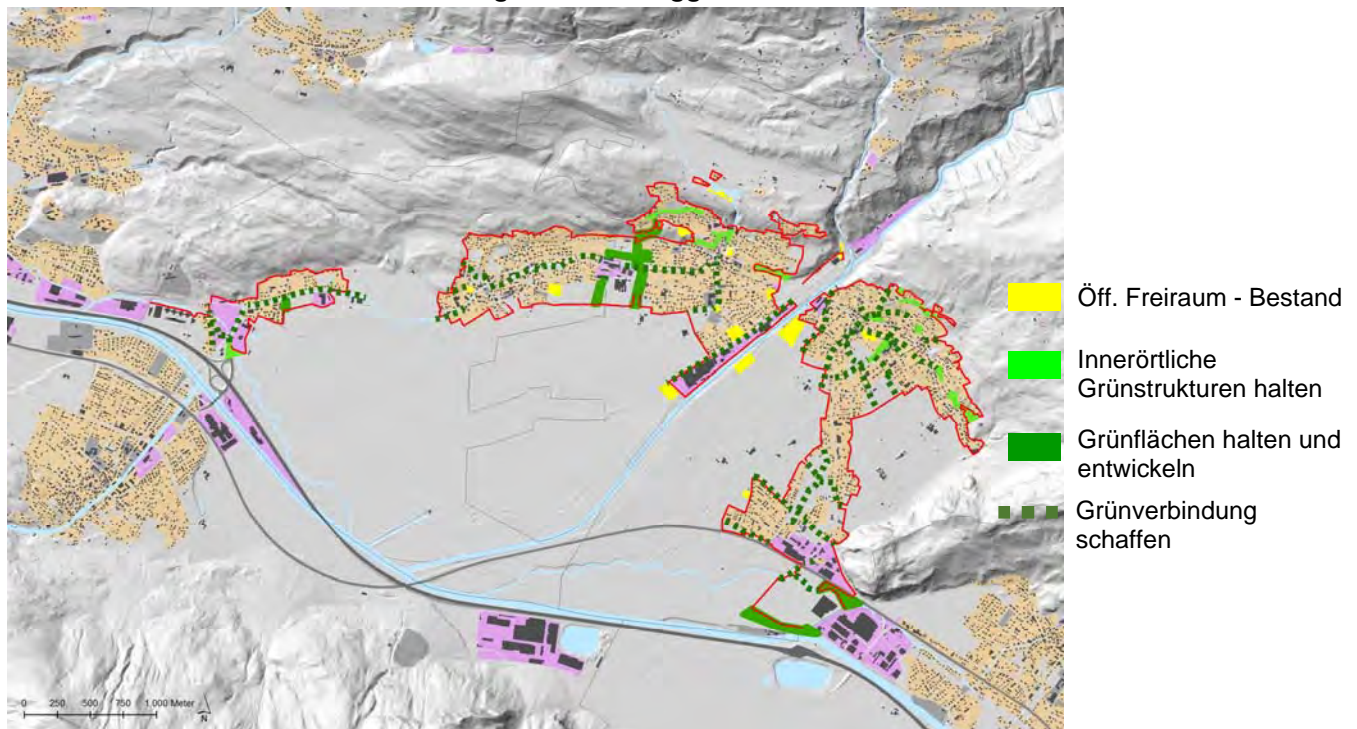 Öff. Freiraum - Bestand
Innerörtliche
Grünstrukturen halten
Grünflächen halten und
entwickeln
Grünverbindung
schaffen
0 250 500 750 1.000 Meter
N